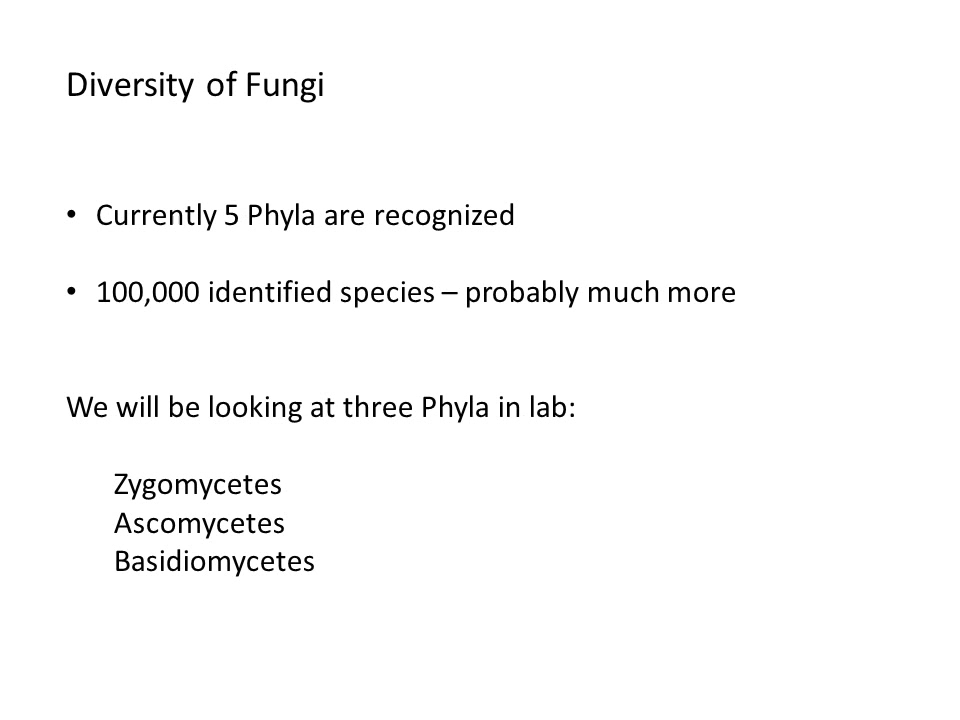 Diversity of Fungi
• Currently 5 Phyla are recognized
• 100,000 identified species – probably much more
We will be looking at three Phyla in lab:
Zygomycetes
Ascomycetes
Basidiomycetes